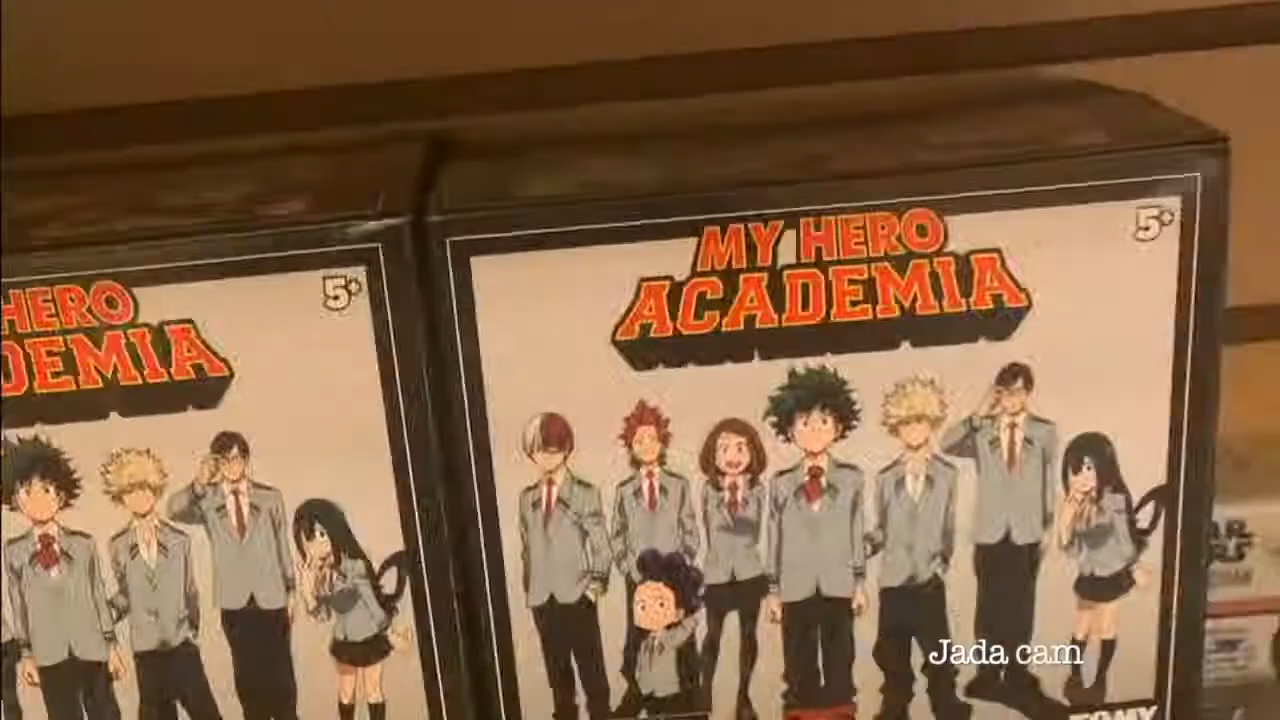 HERO
DEMIA
5+
MY HERO
ACADEMIA
5+
Jada cam
TOMY